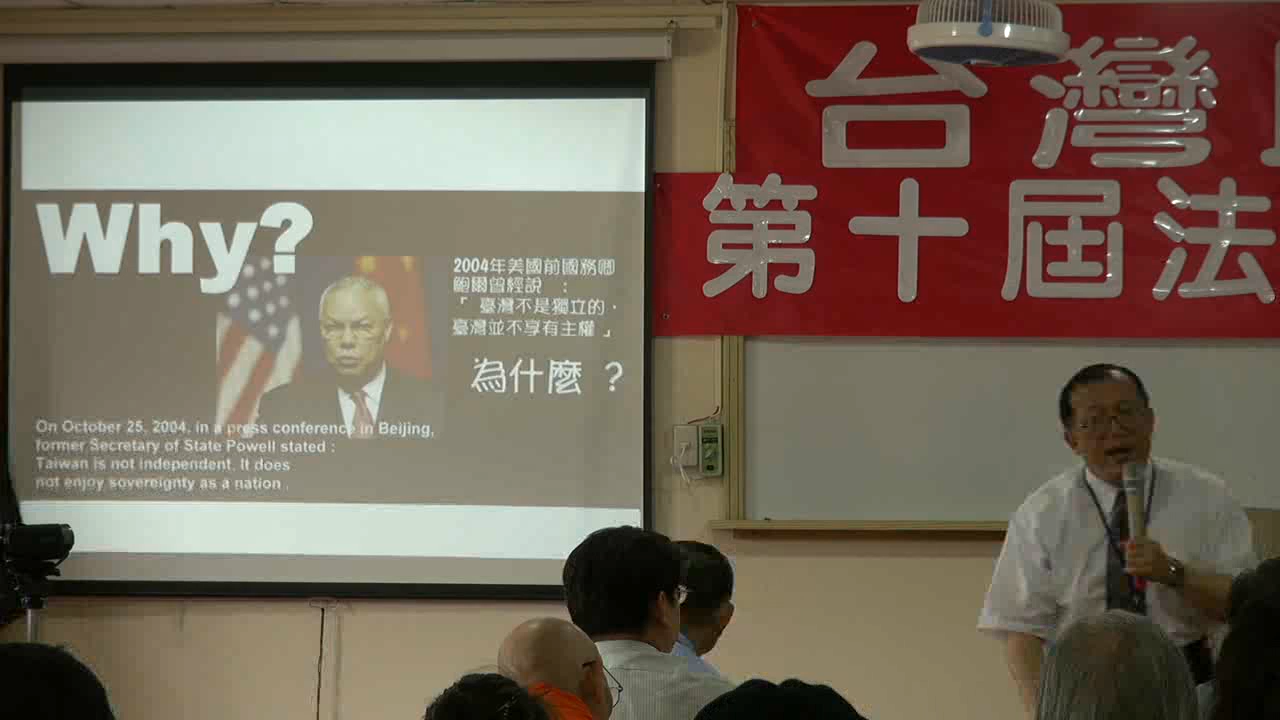 Why?
2004年美國前國務卿
鮑爾曾經說 ：
「 臺灣不是獨立的，
臺灣並不享有主權 」
為什麼 ？
On October 25, 2004, in a press conference in Beijing,
former Secretary of State Powell stated :
Taiwan is not independent. It does
not enjoy sovereignty as a nation .
台灣
第十屆法